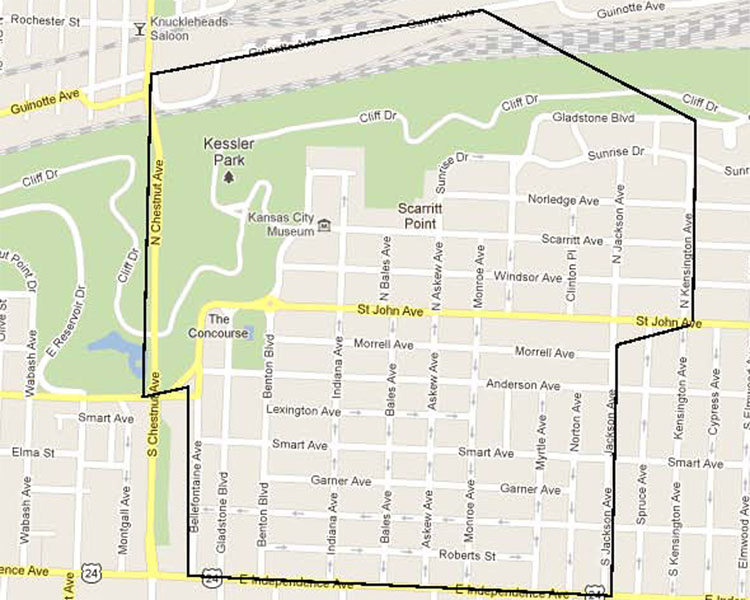 Rochester St
Knuckleheads
Saloon
Guinotte Ave
Guinotte Ave
Guinotte Ave
Guinotte Ave
Cliff Dr
Cliff Dr
Cliff Dr
Gladstone Blvd
Kessler
Park
Sunrise Dr
Sunrise Dr
Cliff Dr
N Chestnut Ave
Norledge Ave
Scarritt
Point
Kansas City
Museum
N Jackson Ave
Scarritt Ave
N Kensington Ave
Cliff Dr
N Bales Ave
N Askew Ave
Monroe Ave
Windsor Ave
Clinton Pl
Point Dr
E Reservoir Dr
Olive St
Wabash Ave
St John Ave
St John Ave
The
Concourse
Benton Blvd
Indiana Ave
Morrell Ave
Morrell Ave
Bales Ave
Askew Ave
Anderson Ave
Kensington Ave
Cypress Ave
S Chestnut Ave
Smart Ave
Lexington Ave
Myrtle Ave
Norton Ave
Jackson Ave
Elma St
Smart Ave
Smart Ave
Smart Ave
Wabash Ave
Montgall Ave
Bellefontaine Ave
Gladstone Blvd
Benton Blvd
Garner Ave
Garner Ave
Indiana Ave
Bales Ave
Askew Ave
Monroe Ave
S Jackson Ave
Spruce Ave
S Kensington Ave
Elmwood Ave
Roberts St
ence Ave
24
24
E Independence Ave
E Independence Ave
24